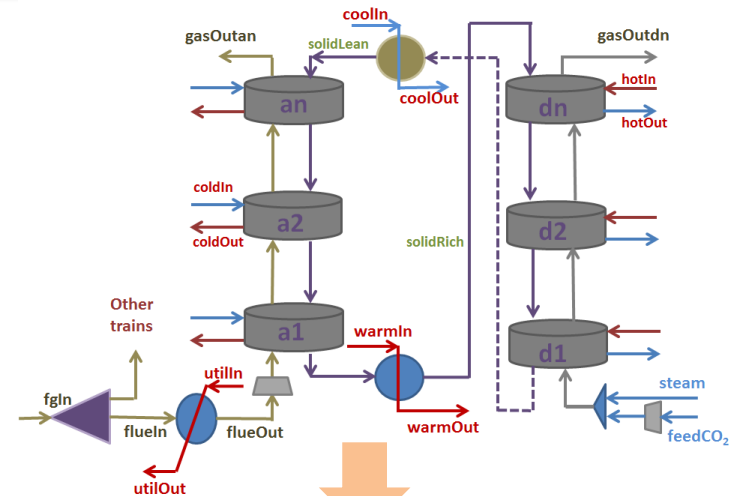 coolIn
gasOutan
solidLean
gasOutdn
hotIn
coolOut
an
dn
hotOut
coldIn
a2
d2
coldOut
solidRich
Other
trains
a1
warmIn
d1
utilIn
steam
fgIn
flueIn
flueOut
warmOut
feedCO₂
utilOut